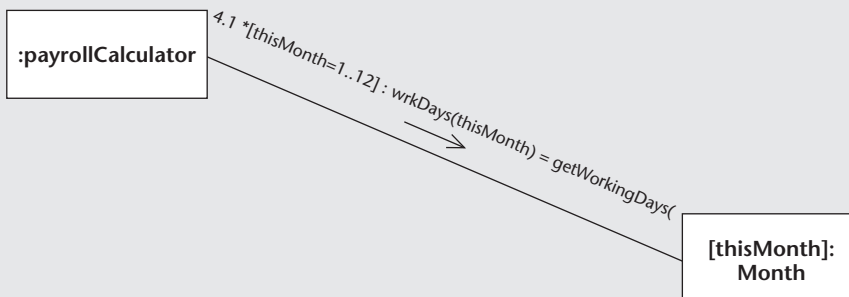 4.1 *[thisMonth=1..12] : wrkDays(thisMonth) = getWorkingDays(
:payrollCalculator
[thisMonth]:
Month